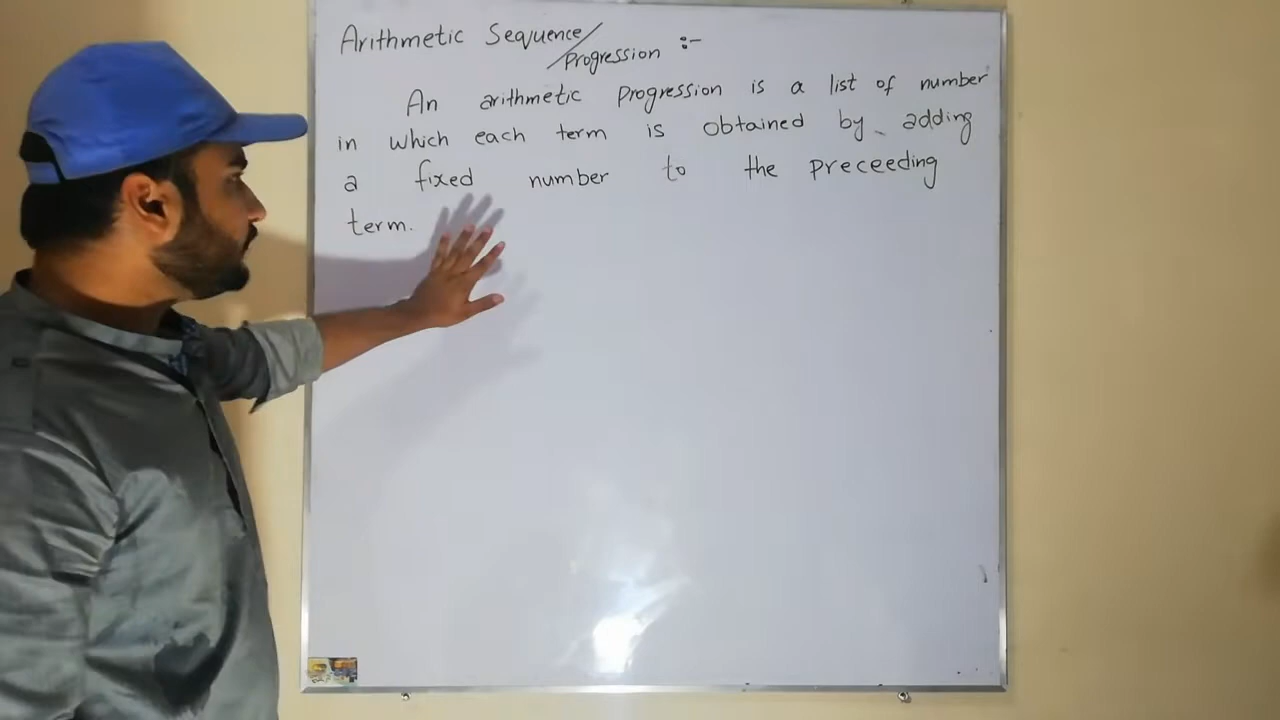 Arithmetic Sequence/Progression :-
An arithmetic Progression is a list of number
in which each term is obtained by adding
a fixed number to the preceeding
term.